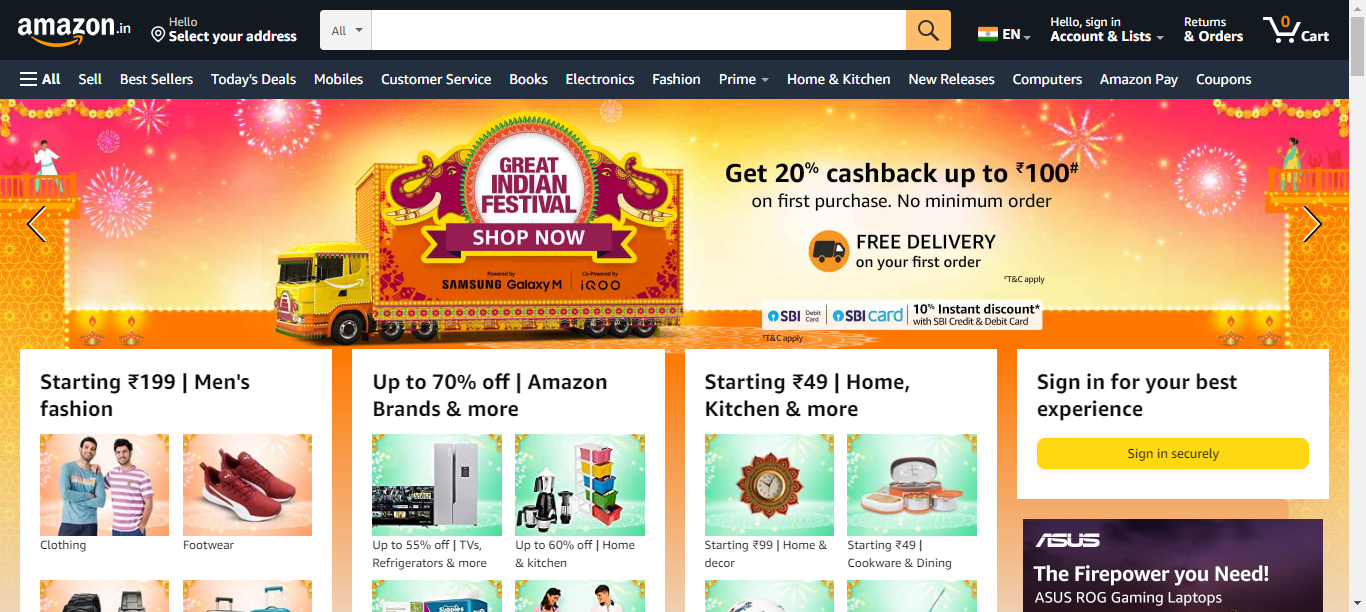 amazon.in
Hello
Select your address
All
EN
Hello, sign in
Account & Lists
Returns
& Orders
0
Cart
All
Sell
Best Sellers
Today's Deals
Mobiles
Customer Service
Books
Electronics
Fashion
Prime
Home & Kitchen
New Releases
Computers
Amazon Pay
Coupons
GREAT
INDIAN
FESTIVAL
SHOP NOW
Powered by
SAMSUNG Galaxy M
Co-Powered by
iQOO
Get 20% cashback up to ₹100#
on first purchase. No minimum order
FREE DELIVERY
on your first order
#T&C apply
SBI Debit Card
SBI card
10% Instant discount*
with SBI Credit & Debit Card
*T&C apply
Starting ₹199 | Men's
fashion
Clothing
Footwear
Up to 70% off | Amazon
Brands & more
Up to 55% off | TVs,
Refrigerators & more
Up to 60% off | Home
& kitchen
Starting ₹49 | Home,
Kitchen & more
Starting ₹99 | Home &
decor
Starting ₹49 |
Cookware & Dining
Sign in for your best
experience
Sign in securely
ASUS
The Firepower you Need!
ASUS ROG Gaming Laptops